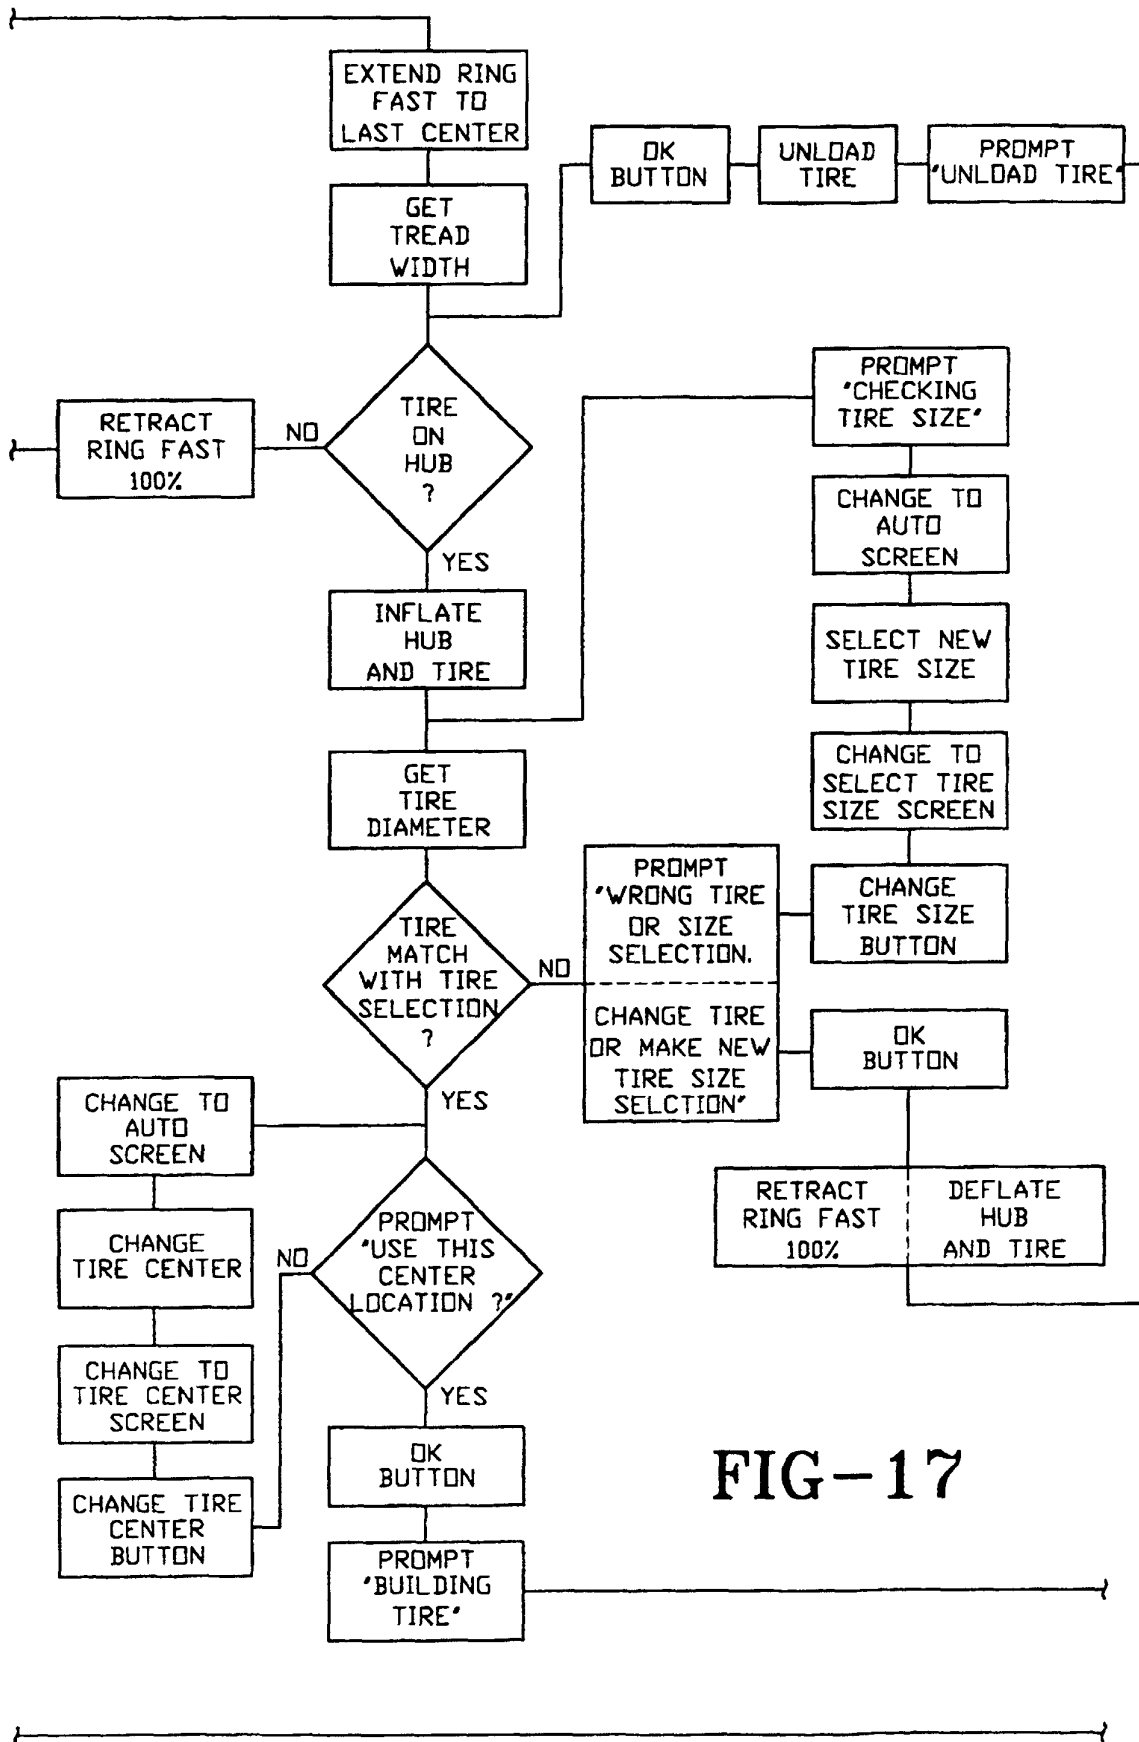 EXTEND RING
FAST TO
LAST CENTER
OK
BUTTON
UNLOAD
TIRE
PROMPT
"UNLOAD TIRE"
GET
TREAD
WIDTH
TIRE
ON
HUB
?
NO
RETRACT
RING FAST
100%
YES
INFLATE
HUB
AND TIRE
PROMPT
"CHECKING
TIRE SIZE"
CHANGE TO
AUTO
SCREEN
SELECT NEW
TIRE SIZE
CHANGE TO
SELECT TIRE
SIZE SCREEN
CHANGE
TIRE SIZE
BUTTON
GET
TIRE
DIAMETER
TIRE
MATCH
WITH TIRE
SELECTION
?
NO
PROMPT
"WRONG TIRE
OR SIZE
SELECTION.
CHANGE TIRE
OR MAKE NEW
TIRE SIZE
SELCTION"
OK
BUTTON
RETRACT
RING FAST
100%
DEFLATE
HUB
AND TIRE
YES
CHANGE TO
AUTO
SCREEN
CHANGE
TIRE CENTER
CHANGE TO
TIRE CENTER
SCREEN
CHANGE TIRE
CENTER
BUTTON
NO
PROMPT
"USE THIS
CENTER
LOCATION ?"
YES
OK
BUTTON
PROMPT
"BUILDING
TIRE"
FIG-17